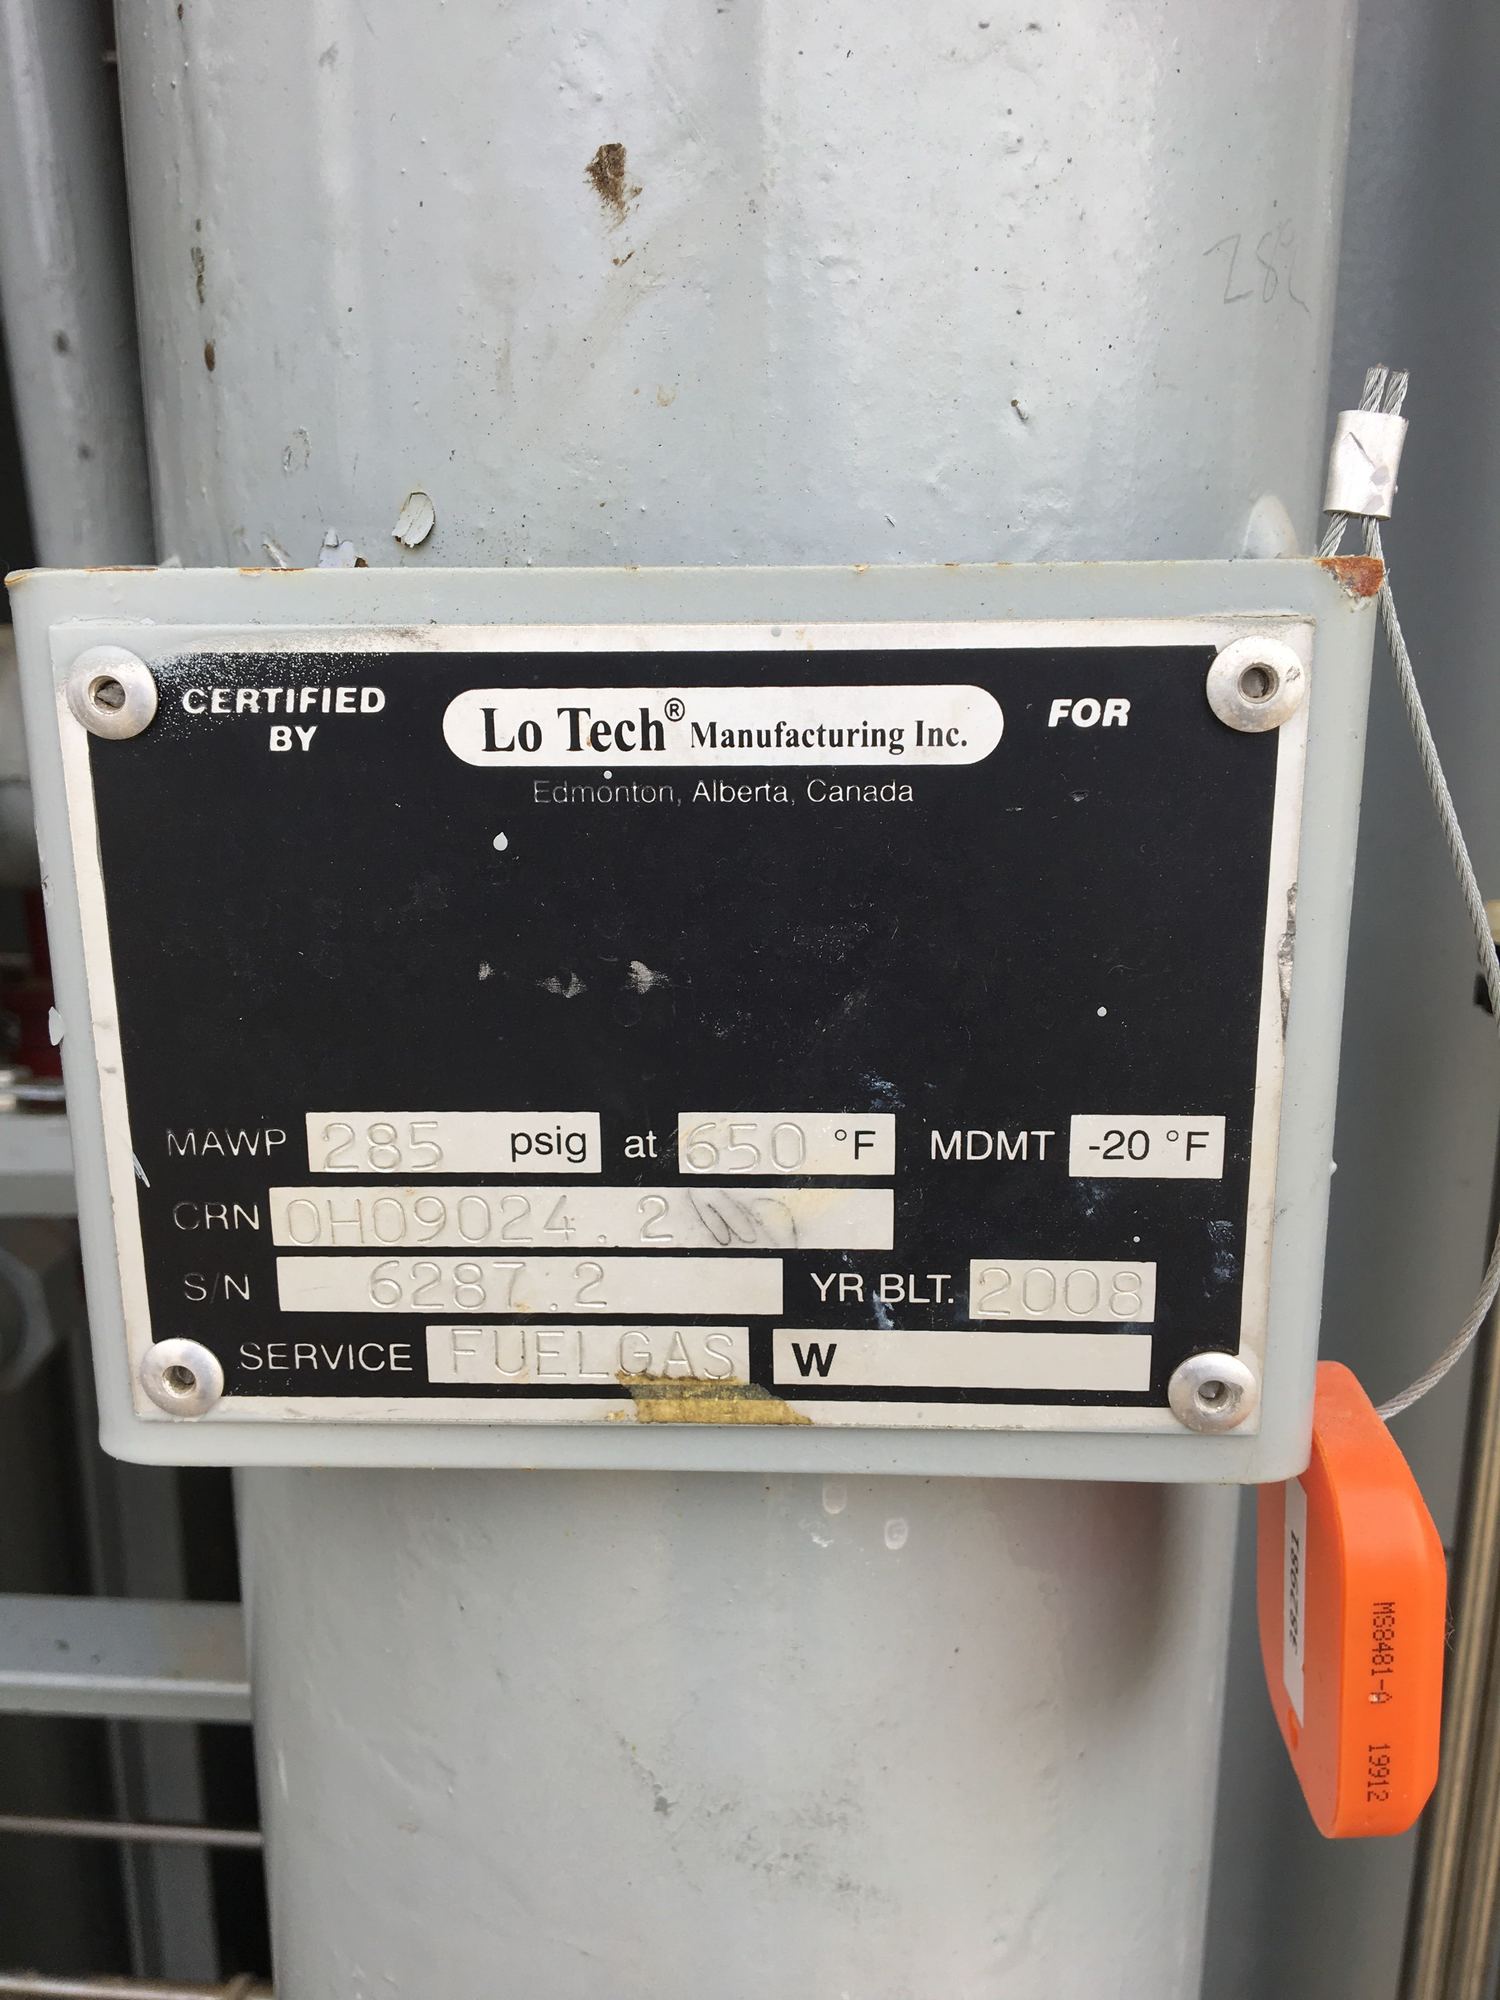 289
CERTIFIED BY
Lo Tech® Manufacturing Inc.
FOR
Edmonton, Alberta, Canada
MAWP 285 psig at 650 °F MDMT -20 °F
CRN 0H09024.2
S/N 6287.2 YR BLT. 2008
SERVICE FUELGAS W
MS8481-A 19912